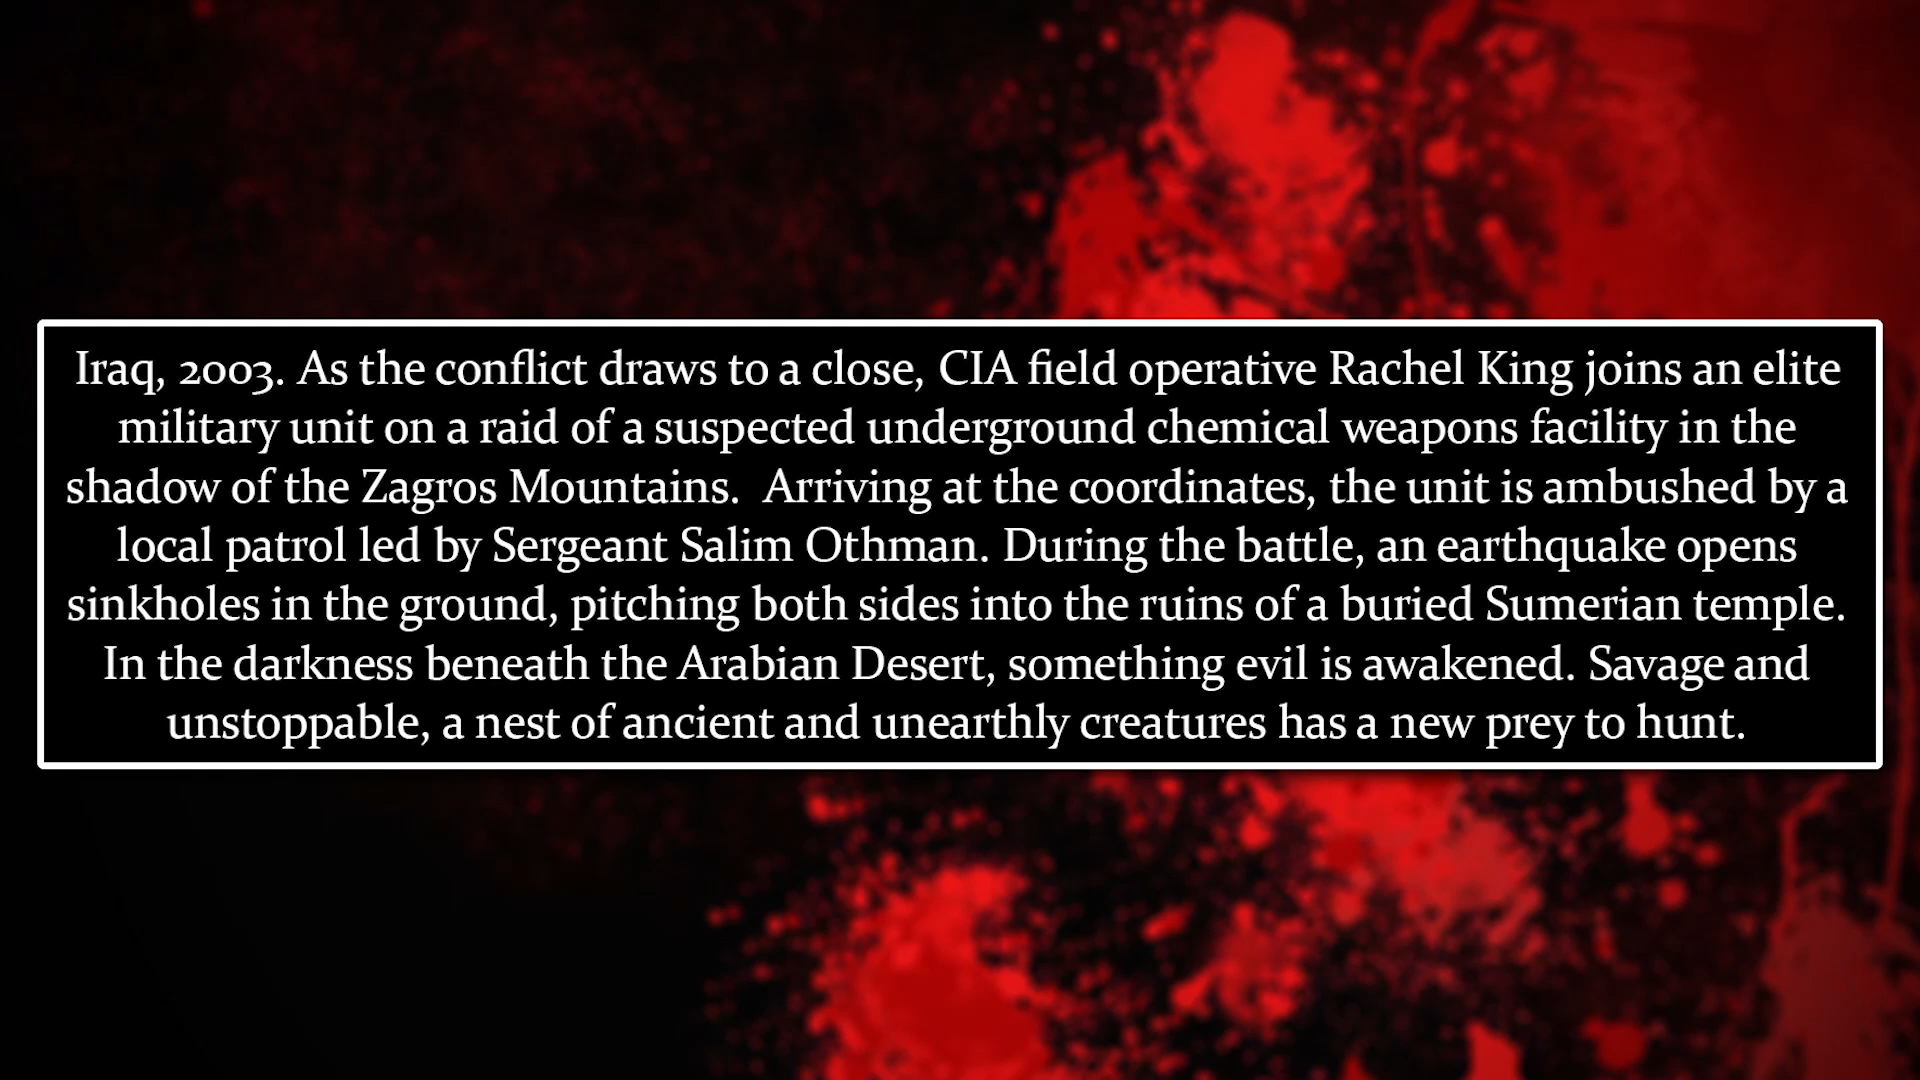 Iraq, 2003. As the conflict draws to a close, CIA field operative Rachel King joins an elite
military unit on a raid of a suspected underground chemical weapons facility in the
shadow of the Zagros Mountains.  Arriving at the coordinates, the unit is ambushed by a
local patrol led by Sergeant Salim Othman. During the battle, an earthquake opens
sinkholes in the ground, pitching both sides into the ruins of a buried Sumerian temple.
In the darkness beneath the Arabian Desert, something evil is awakened. Savage and
unstoppable, a nest of ancient and unearthly creatures has a new prey to hunt.